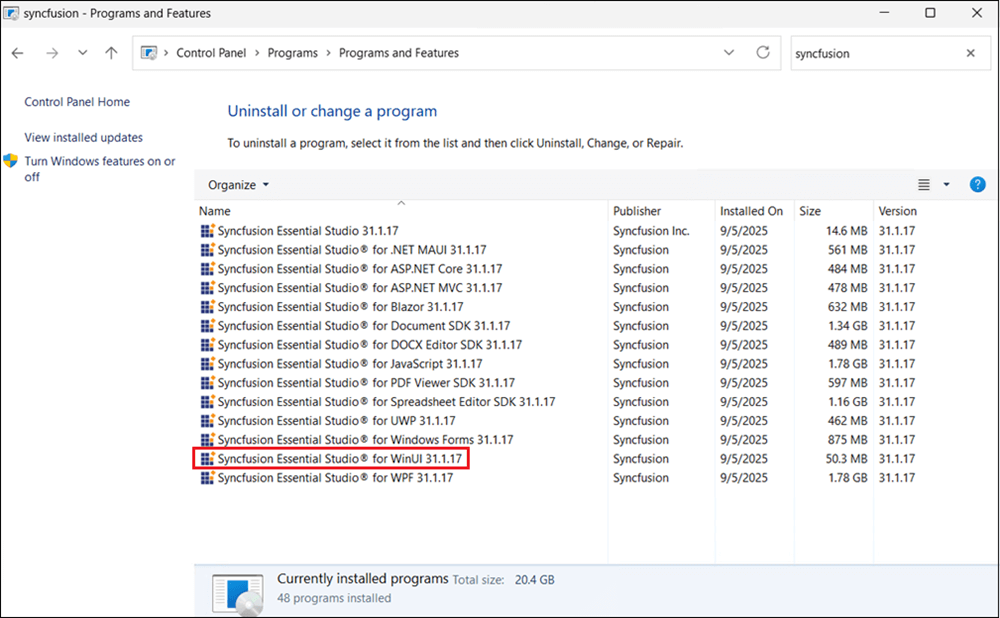 syncfusion - Programs and Features
Control Panel > Programs > Programs and Features
syncfusion
Control Panel Home
View installed updates
Turn Windows features on or
off
Uninstall or change a program
To uninstall a program, select it from the list and then click Uninstall, Change, or Repair.
Organize
Name Publisher Installed On Size Version
Syncfusion Essential Studio 31.1.17 Syncfusion Inc. 9/5/2025 14.6 MB 31.1.17
Syncfusion Essential Studio® for .NET MAUI 31.1.17 Syncfusion 9/5/2025 561 MB 31.1.17
Syncfusion Essential Studio® for ASP.NET Core 31.1.17 Syncfusion 9/5/2025 484 MB 31.1.17
Syncfusion Essential Studio® for ASP.NET MVC 31.1.17 Syncfusion 9/5/2025 478 MB 31.1.17
Syncfusion Essential Studio® for Blazor 31.1.17 Syncfusion 9/5/2025 632 MB 31.1.17
Syncfusion Essential Studio® for Document SDK 31.1.17 Syncfusion 9/5/2025 1.34 GB 31.1.17
Syncfusion Essential Studio® for DOCX Editor SDK 31.1.17 Syncfusion 9/5/2025 489 MB 31.1.17
Syncfusion Essential Studio® for JavaScript 31.1.17 Syncfusion 9/5/2025 1.78 GB 31.1.17
Syncfusion Essential Studio® for PDF Viewer SDK 31.1.17 Syncfusion 9/5/2025 597 MB 31.1.17
Syncfusion Essential Studio® for Spreadsheet Editor SDK 31.1.17 Syncfusion 9/5/2025 1.16 GB 31.1.17
Syncfusion Essential Studio® for UWP 31.1.17 Syncfusion 9/5/2025 462 MB 31.1.17
Syncfusion Essential Studio® for Windows Forms 31.1.17 Syncfusion 9/5/2025 875 MB 31.1.17
Syncfusion Essential Studio® for WinUI 31.1.17 Syncfusion 9/5/2025 50.3 MB 31.1.17
Syncfusion Essential Studio® for WPF 31.1.17 Syncfusion 9/5/2025 1.78 GB 31.1.17
Currently installed programs Total size: 20.4 GB
48 programs installed